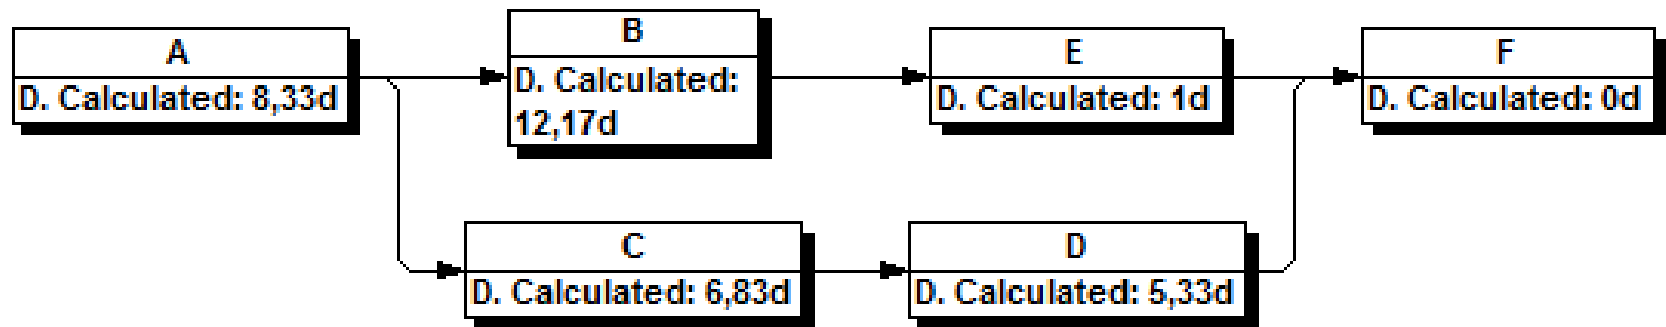 A
D. Calculated: 8,33d
B
D. Calculated:
12,17d
E
D. Calculated: 1d
F
D. Calculated: 0d
C
D. Calculated: 6,83d
D
D. Calculated: 5,33d